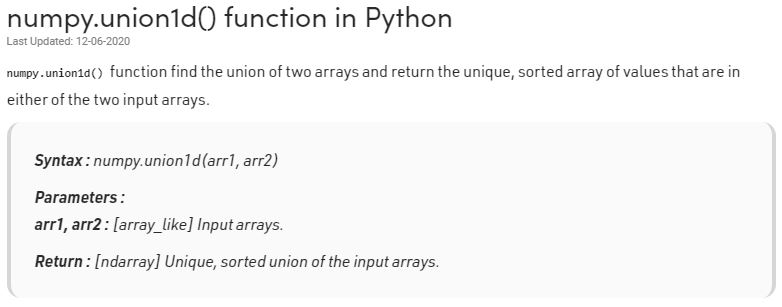 numpy.union1d() function in Python
Last Updated: 12-06-2020
numpy.union1d() function find the union of two arrays and return the unique, sorted array of values that are in
either of the two input arrays.
Syntax : numpy.union1d(arr1, arr2)
Parameters :
arr1, arr2 : [array_like] Input arrays.
Return : [ndarray] Unique, sorted union of the input arrays.